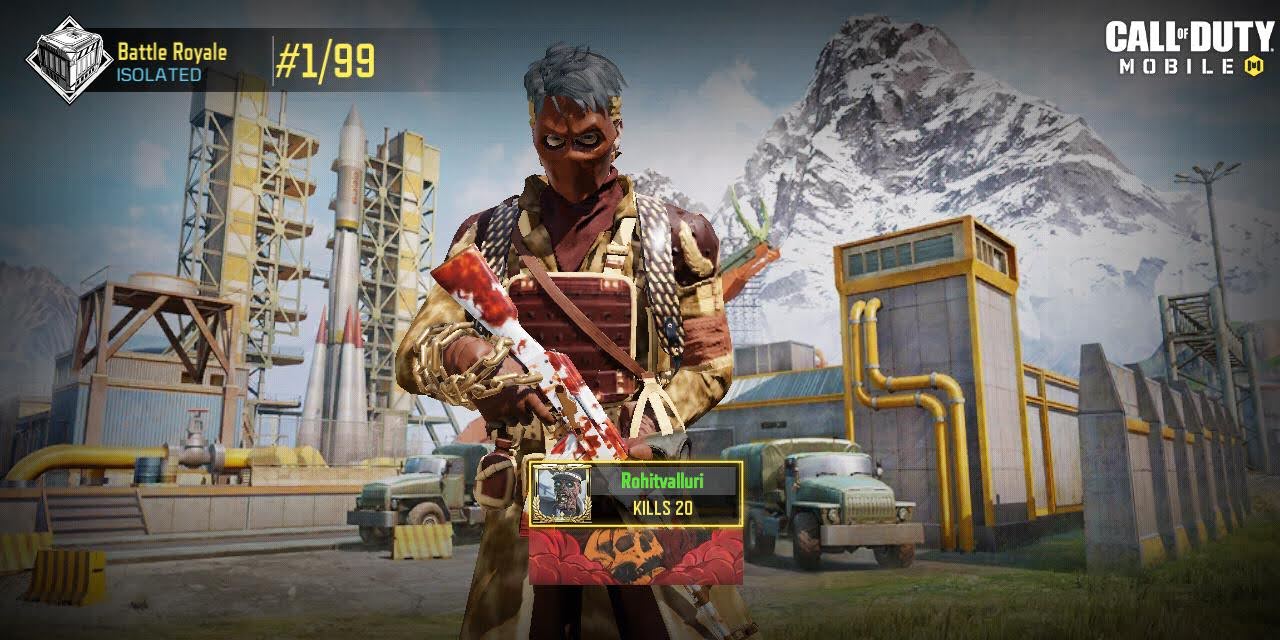 Battle Royale
ISOLATED
#1/99
CALL OF DUTY
MOBILE
Rohitvalluri
KILLS 20